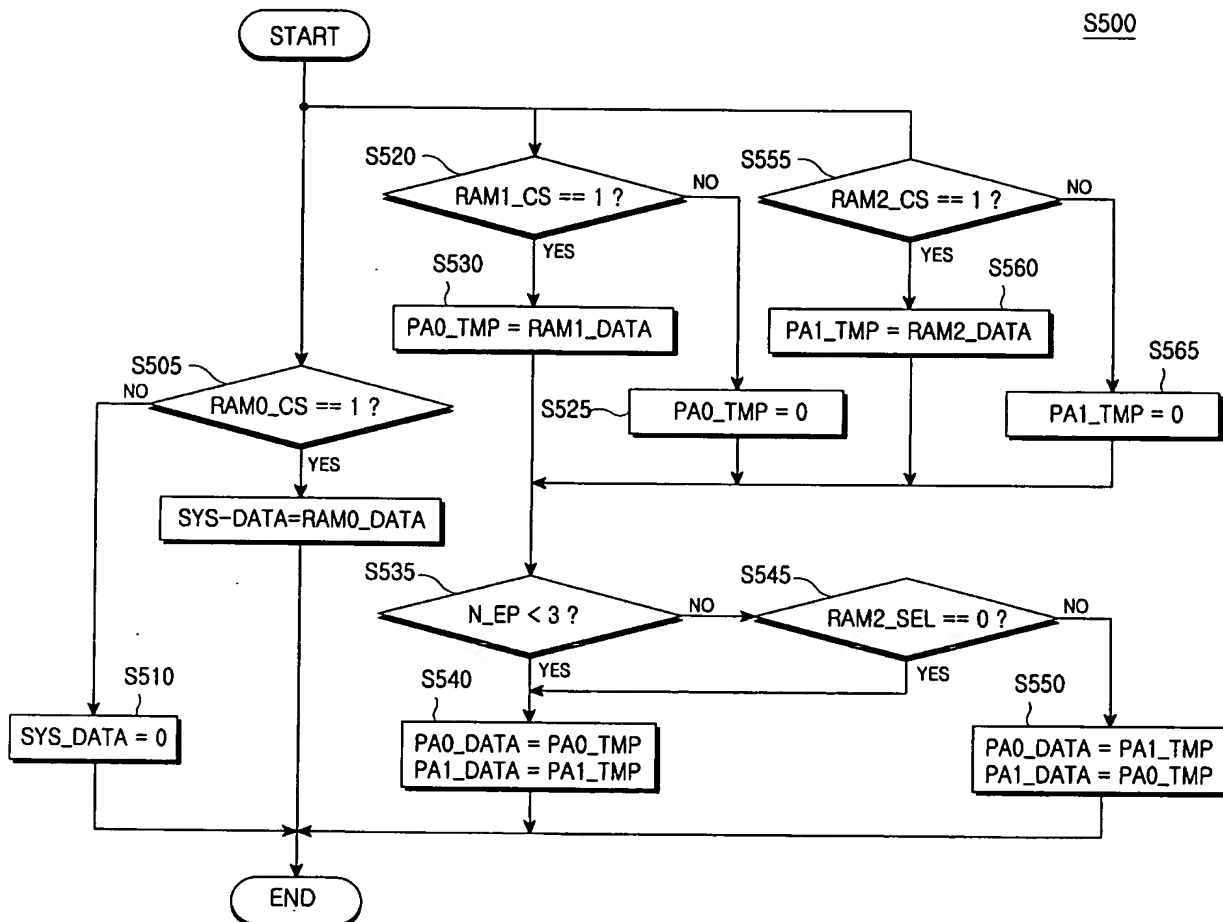 START
S500
S520
RAM1_CS == 1 ?
NO
YES
S555
RAM2_CS == 1 ?
NO
YES
S530
PA0_TMP = RAM1_DATA
S560
PA1_TMP = RAM2_DATA
S505
NO
RAM0_CS == 1 ?
YES
S525
PA0_TMP = 0
S565
PA1_TMP = 0
SYS-DATA=RAM0_DATA
S535
N_EP < 3 ?
NO
YES
S545
RAM2_SEL == 0 ?
NO
YES
S510
SYS_DATA = 0
S540
PA0_DATA = PA0_TMP
PA1_DATA = PA1_TMP
S550
PA0_DATA = PA1_TMP
PA1_DATA = PA0_TMP
END